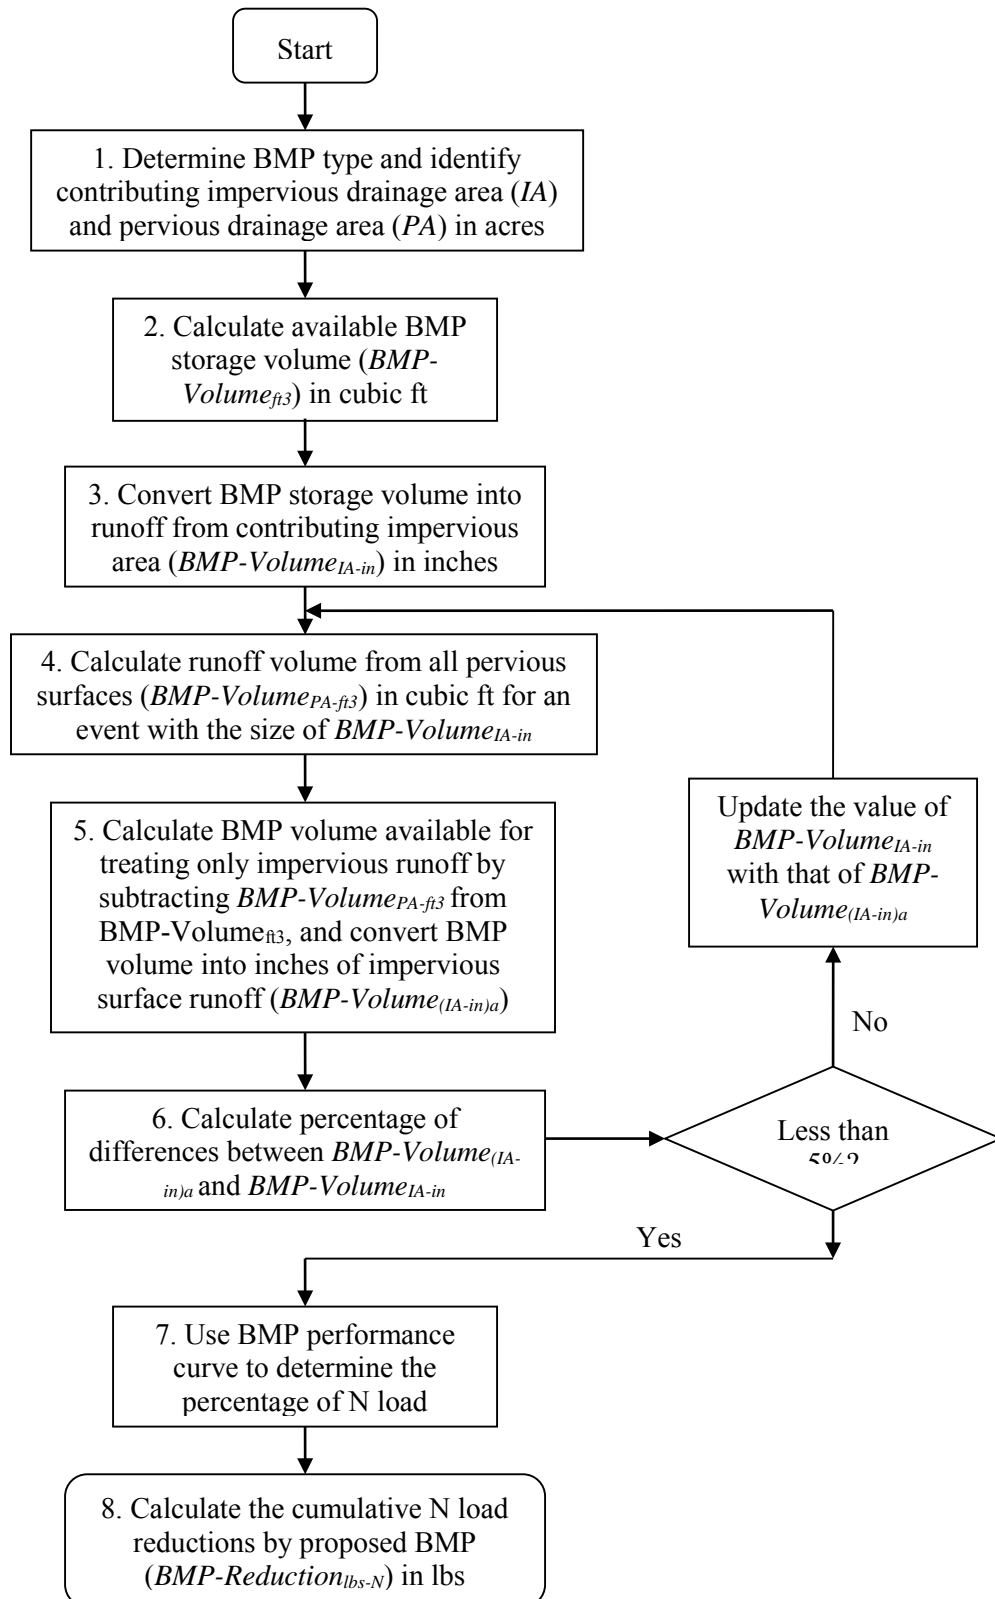 Start
1. Determine BMP type and identify
contributing impervious drainage area (IA)
and pervious drainage area (PA) in acres
2. Calculate available BMP
storage volume (BMP-
Volumeft3) in cubic ft
3. Convert BMP storage volume into
runoff from contributing impervious
area (BMP-VolumeIA-in) in inches
4. Calculate runoff volume from all pervious
surfaces (BMP-VolumePA-ft3) in cubic ft for an
event with the size of BMP-VolumeIA-in
5. Calculate BMP volume available for
treating only impervious runoff by
subtracting BMP-VolumePA-ft3 from
BMP-Volumeft3, and convert BMP
volume into inches of impervious
surface runoff (BMP-Volume(IA-in)a)
Update the value of
BMP-VolumeIA-in
with that of BMP-
Volume(IA-in)a
No
6. Calculate percentage of
differences between BMP-Volume(IA-
in)a and BMP-VolumeIA-in
Less than
5%?
Yes
7. Use BMP performance
curve to determine the
percentage of N load
8. Calculate the cumulative N load
reductions by proposed BMP
(BMP-Reductionlbs-N) in lbs